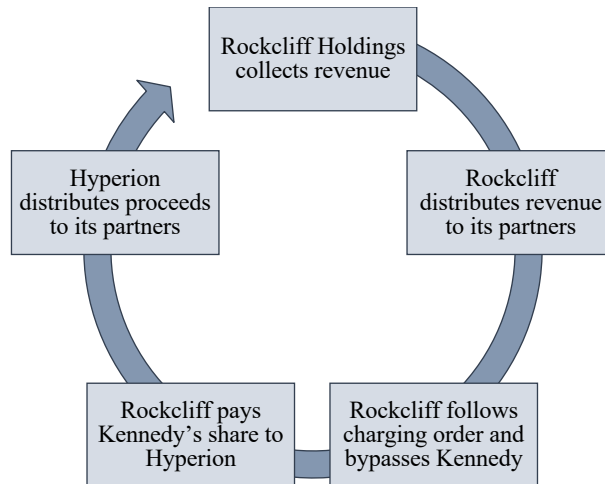 Rockcliff Holdings
collects revenue
Rockcliff
distributes revenue
to its partners
Rockcliff follows
charging order and
bypasses Kennedy
Rockcliff pays
Kennedy’s share to
Hyperion
Hyperion
distributes proceeds
to its partners